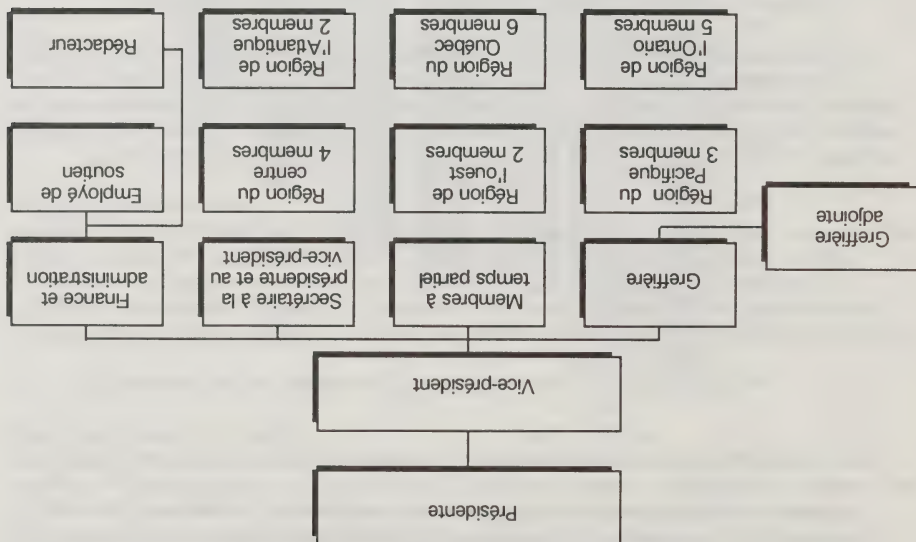 Présidente
Vice-président
Greffière
Membres à
temps partiel
Secrétaire à la
présidente et au
vice-président
Finance et
administration
Greffière
adjointe
Région du
Pacifique
3 membres
Région de
l'ouest
2 membres
Région du
centre
4 membres
Employé de
soutien
Région de
l'Ontario
5 membres
Région du
Québec
6 membres
Région de
l'Atlantique
2 membres
Rédacteur